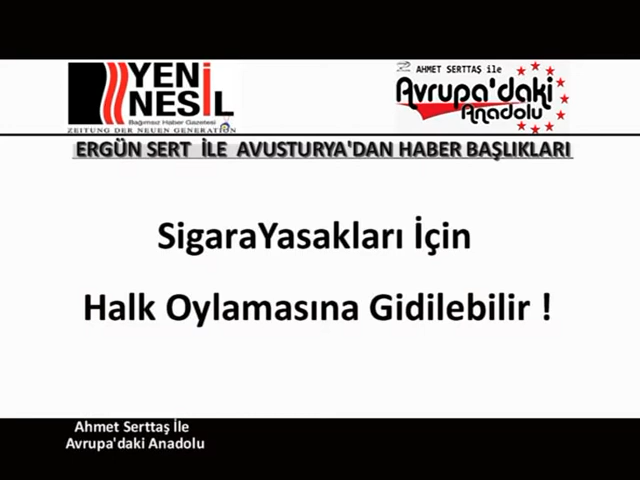 YENİ
NESİL
Bağımsız Haber Gazetesi
ZEITUNG DER NEUEN GENERATION
AHMET SERTTAŞ ile
AVRUPA'daki
ANADOLU
ERGÜN SERT İLE AVUSTURYA'DAN HABER BAŞLIKLARI
SigaraYasakları İçin
Halk Oylamasına Gidilebilir !
Ahmet Serttaş İle
Avrupa'daki Anadolu